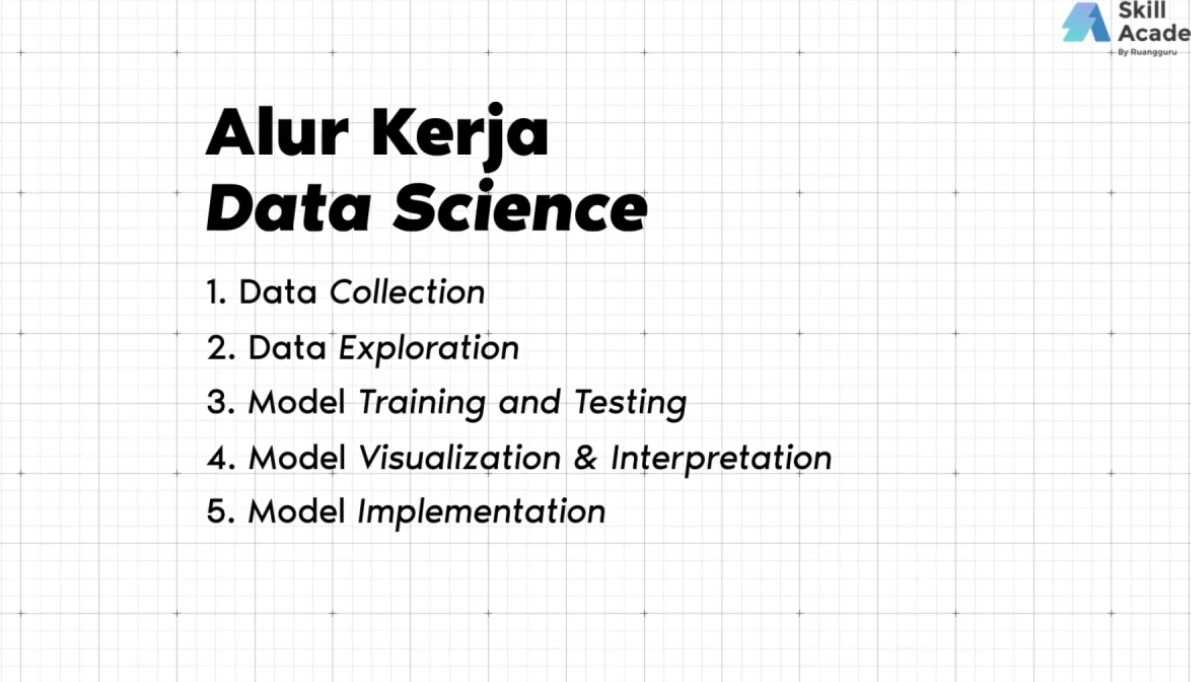 Skill
Acade
By Ruangguru
Alur Kerja
Data Science
1. Data Collection
2. Data Exploration
3. Model Training and Testing
4. Model Visualization & Interpretation
5. Model Implementation